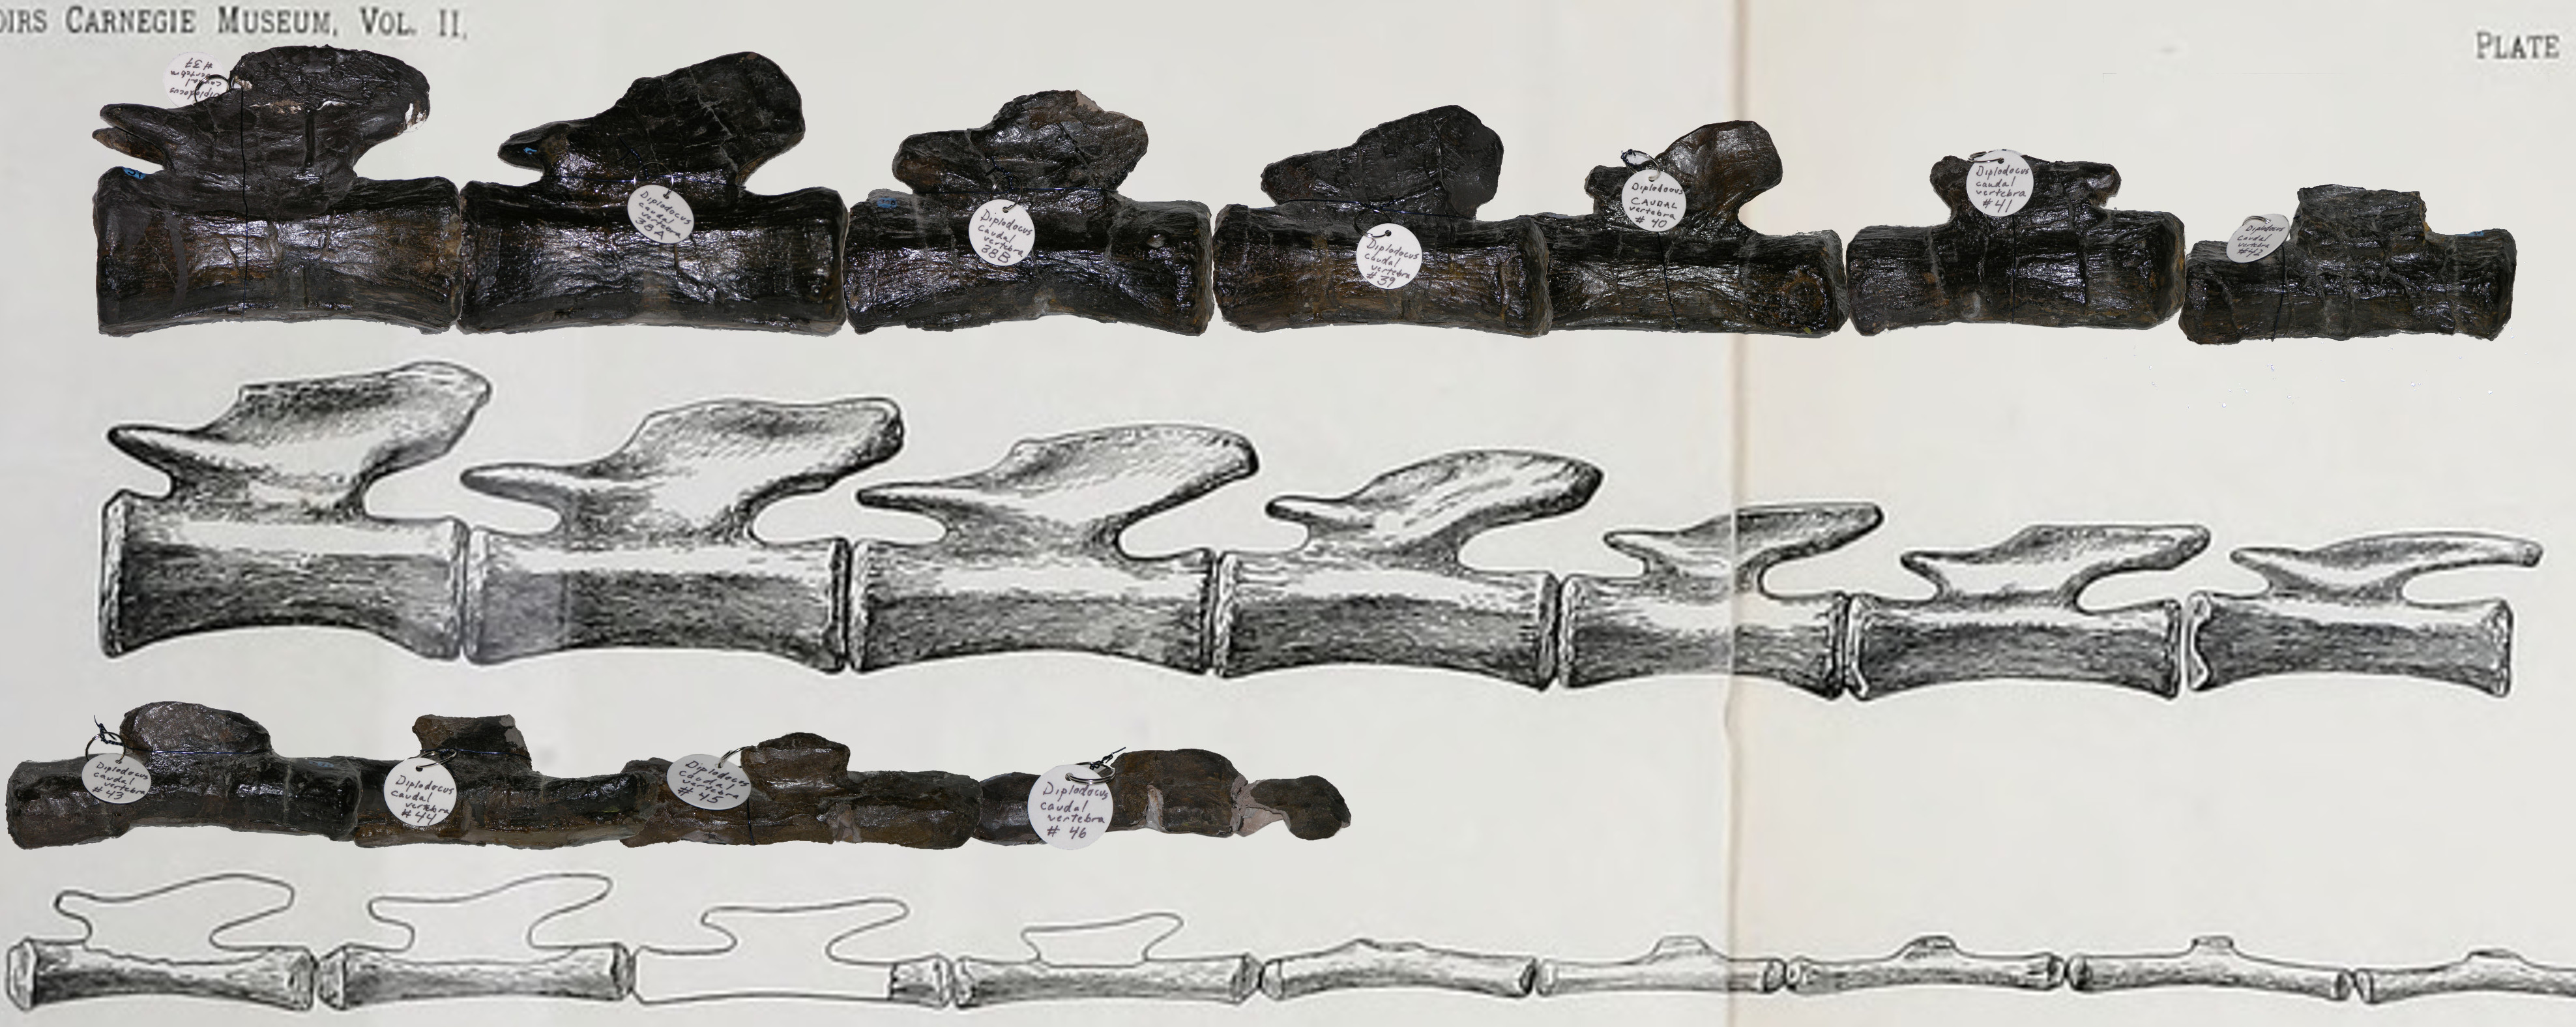 OIRS CARNEGIE MUSEUM, VOL. II.
PLATE
Diplodocus
caudal
vertebra
#37
Diplodocus
caudal
vertebra
38A
Diplodocus
caudal
vertebra
38B
Diplodocus
caudal
vertebra
#39
Diplodocus
CAUDAL
vertebra
# 40
Diplodocus
caudal
vertebra
# 41
Diplodocus
caudal
vertebra
#42
Diplodocus
caudal
vertebra
# 43
Diplodocus
caudal
vertebra
# 44
Diplodocus
caudal
vertebra
# 45
Diplodocus
caudal
vertebra
# 46